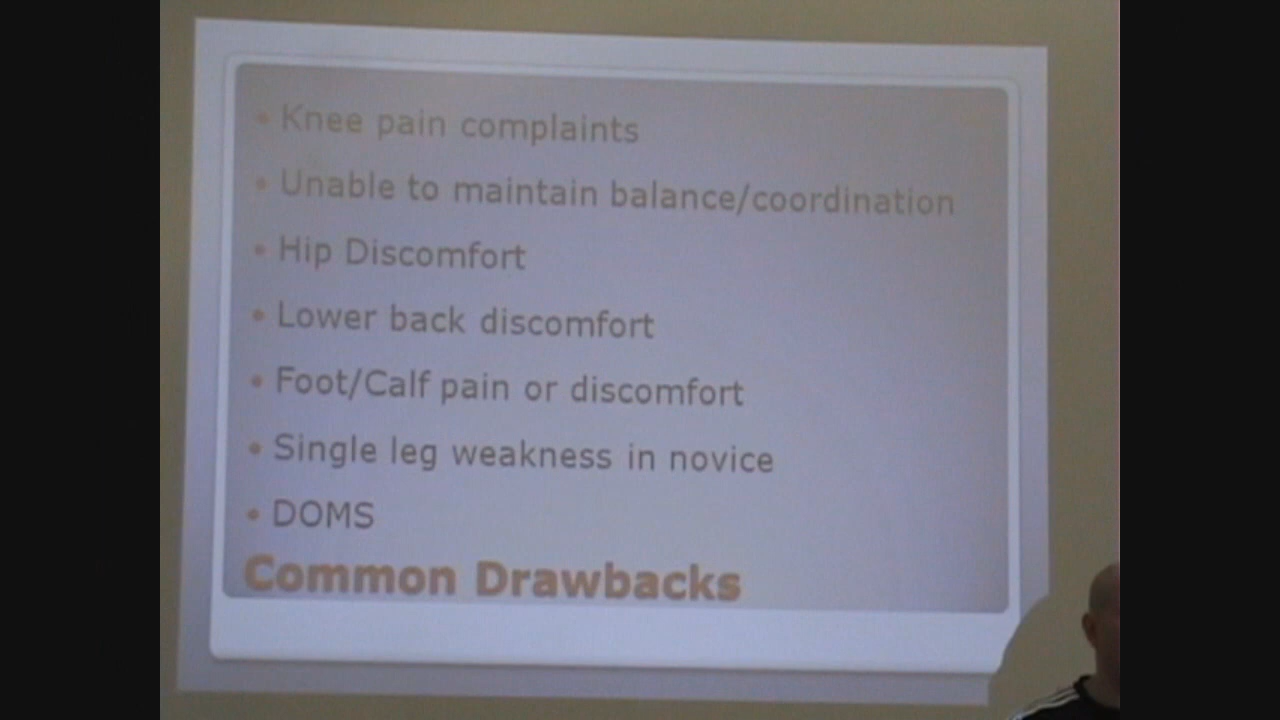 • Knee pain complaints
• Unable to maintain balance/coordination
• Hip Discomfort
• Lower back discomfort
• Foot/Calf pain or discomfort
• Single leg weakness in novice
• DOMS
Common Drawbacks